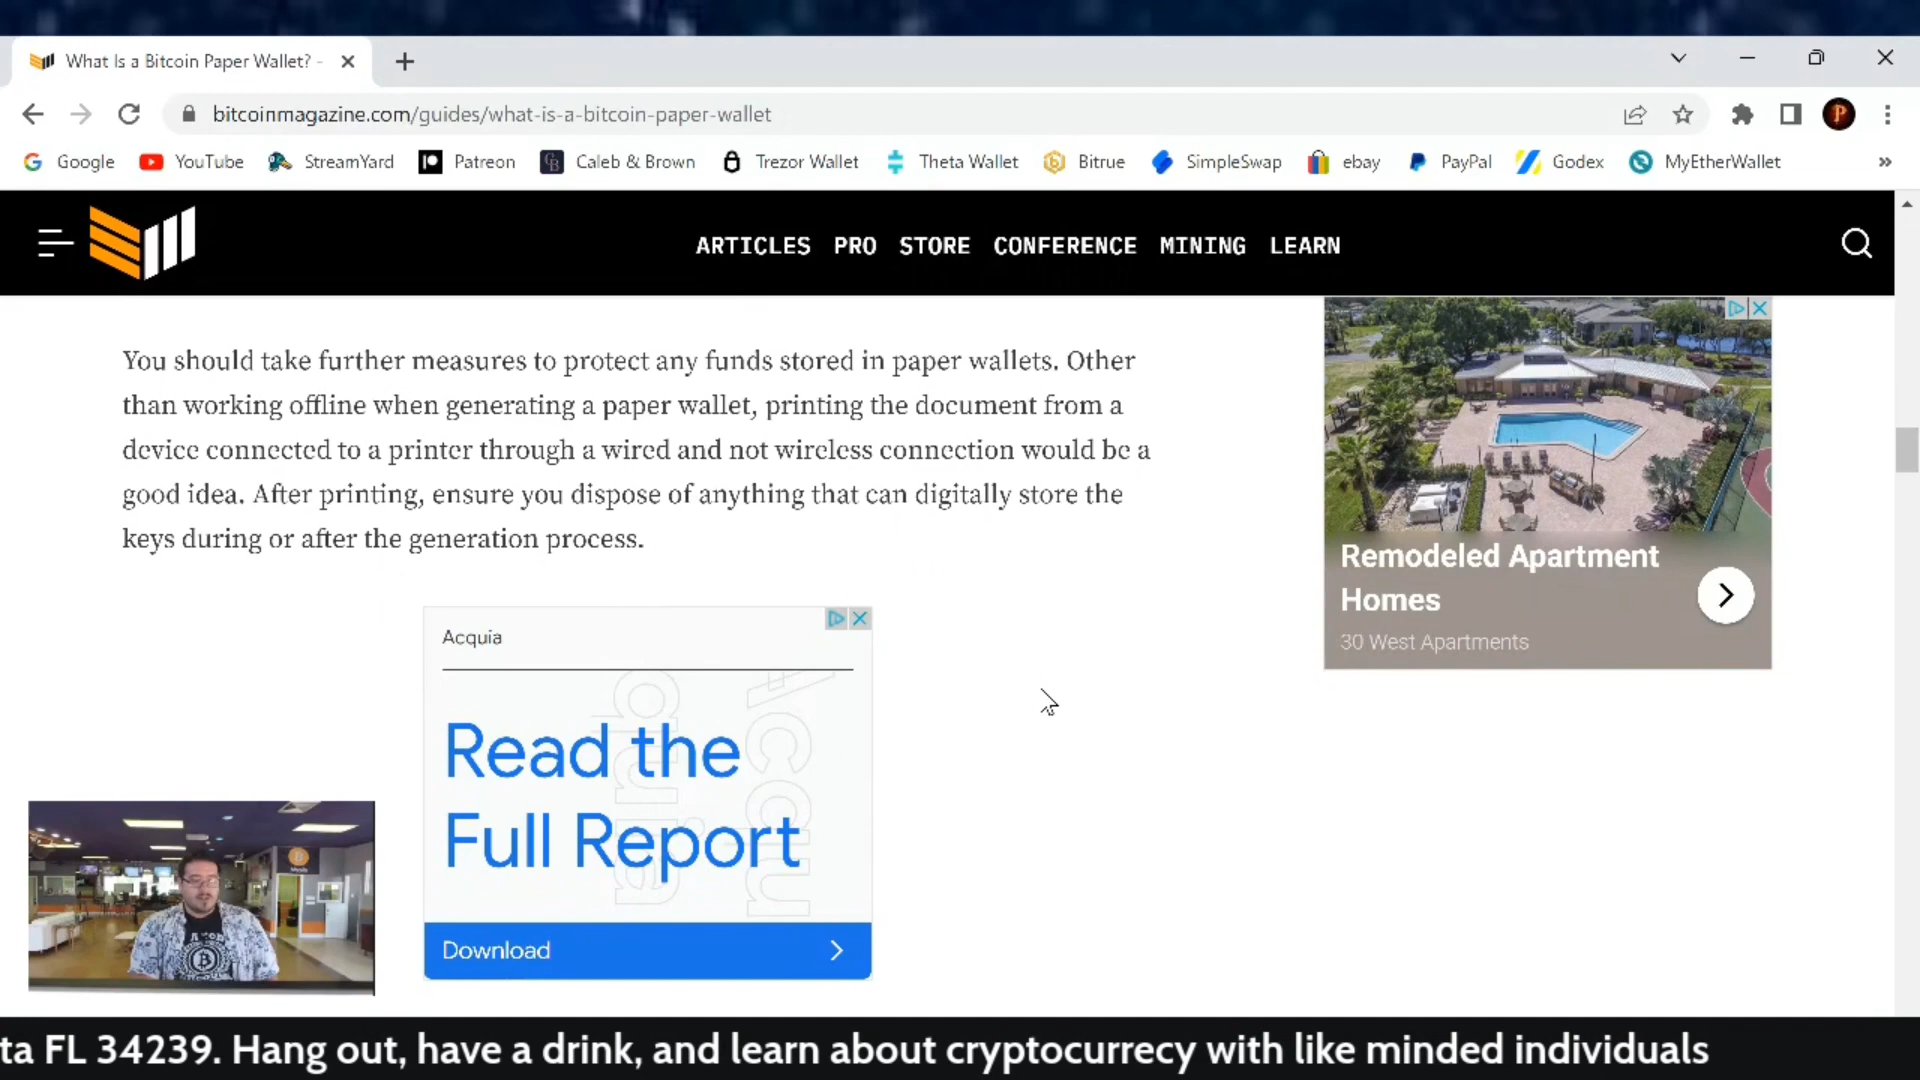 What Is a Bitcoin Paper Wallet? -
bitcoinmagazine.com/guides/what-is-a-bitcoin-paper-wallet
P
Google YouTube StreamYard Patreon Caleb & Brown Trezor Wallet Theta Wallet Bitrue SimpleSwap ebay PayPal Godex MyEtherWallet »
ARTICLES PRO STORE CONFERENCE MINING LEARN
You should take further measures to protect any funds stored in paper wallets. Other
than working offline when generating a paper wallet, printing the document from a
device connected to a printer through a wired and not wireless connection would be a
good idea. After printing, ensure you dispose of anything that can digitally store the
keys during or after the generation process.
Remodeled Apartment
Homes
30 West Apartments
Acquia
Read the
Full Report
Download
ta FL 34239. Hang out, have a drink, and learn about cryptocurrecy with like minded individuals